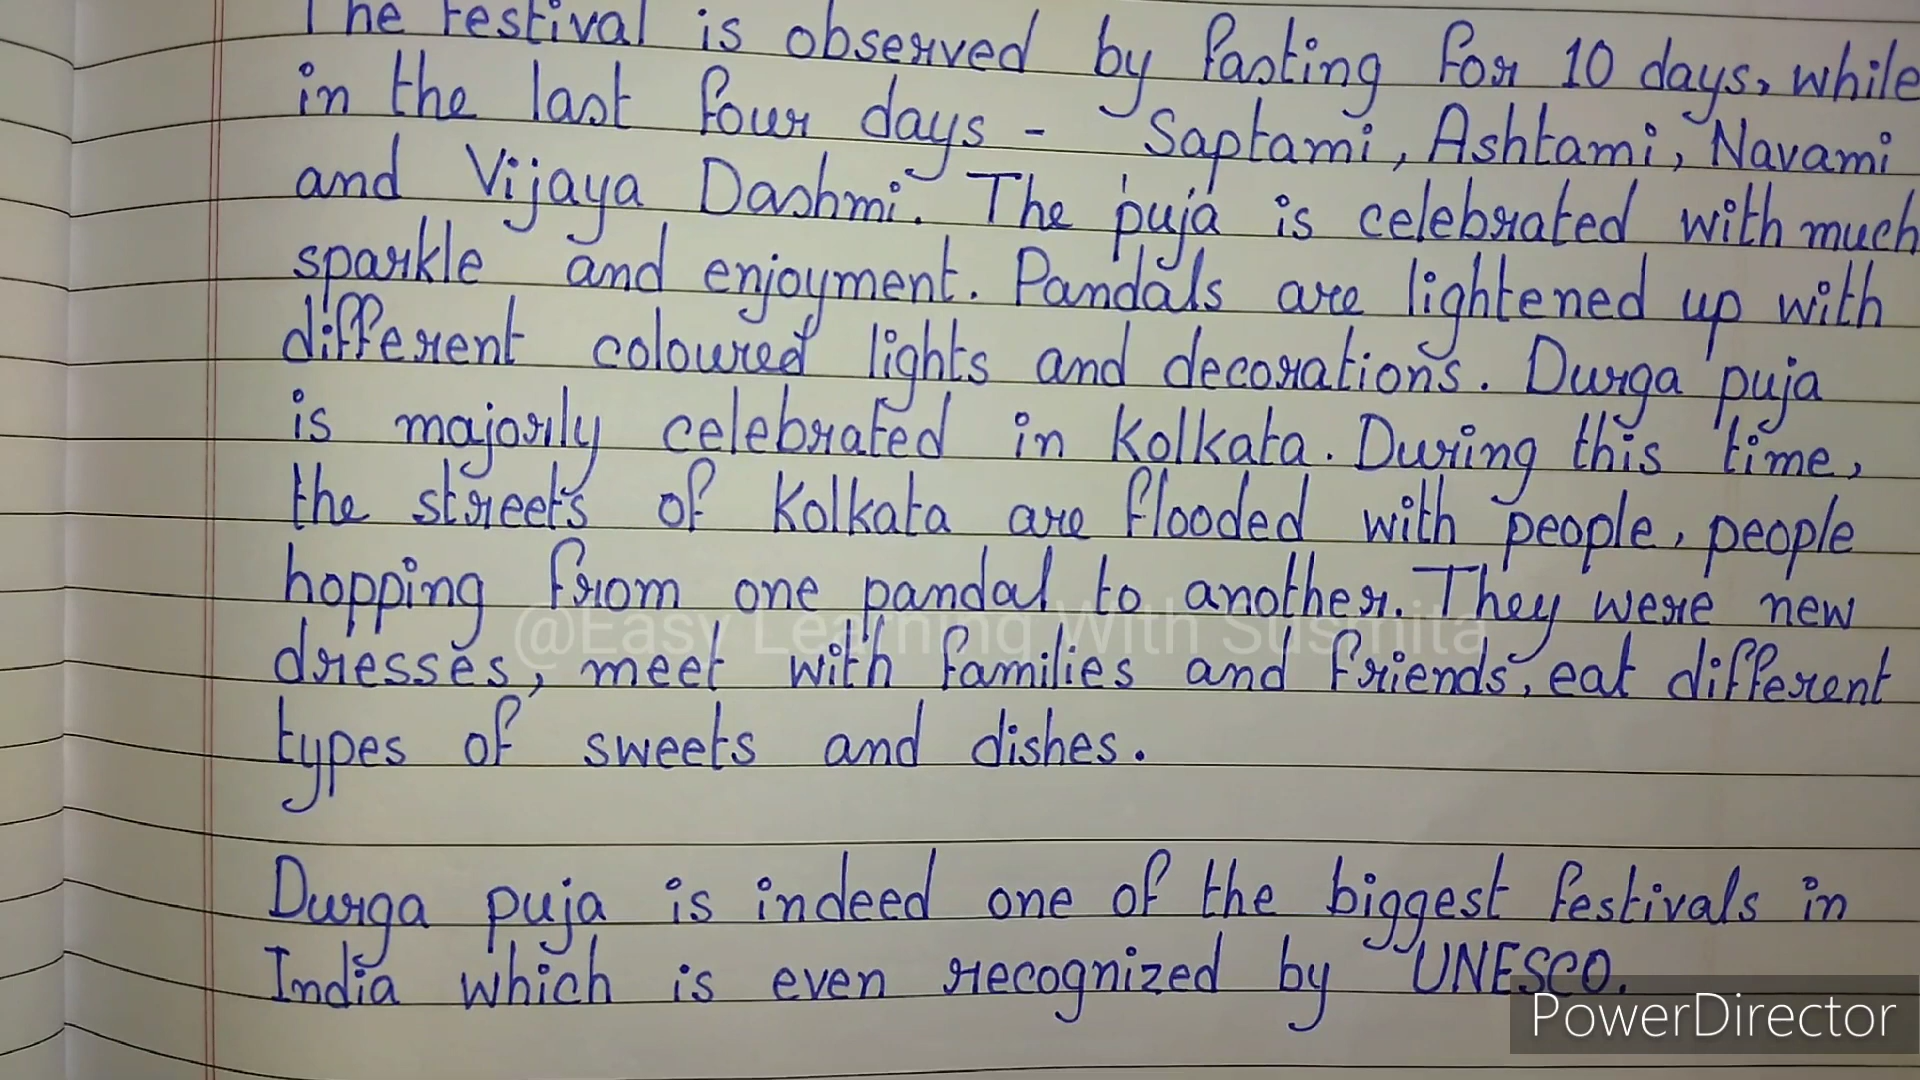 The festival is observed by fasting for 10 days, while
in the last four days - Saptami, Ashtami, Navami
and Vijaya Dashmi. The puja is celebrated with much
sparkle and enjoyment. Pandals are lightened up with
different coloured lights and decorations. Durga puja
is majorly celebrated in Kolkata. During this time,
the streets of Kolkata are flooded with people, people
hopping from one pandal to another. They were new
dresses, meet with families and friends, eat different
types of sweets and dishes.
Durga puja is indeed one of the biggest festivals in
India which is even recognized by UNESCO.
@Easy Learning With Susmita
PowerDirector